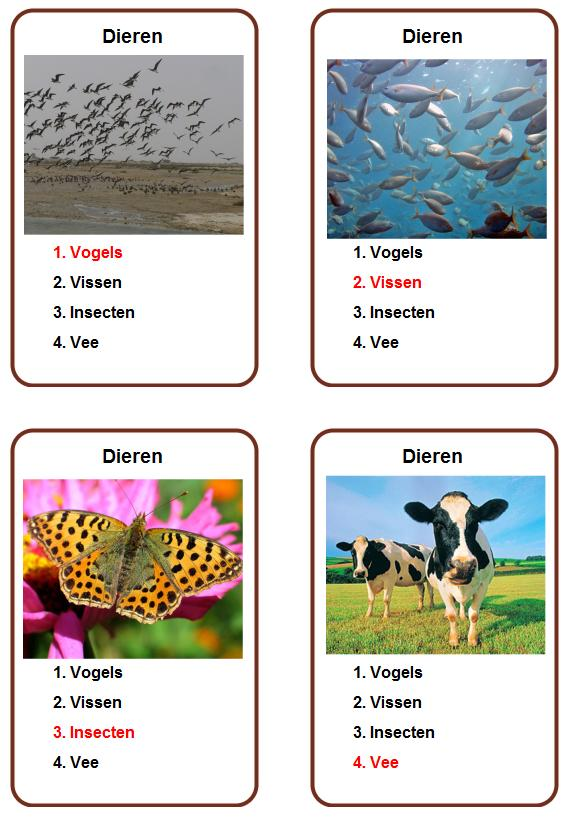 Dieren
1. Vogels
2. Vissen
3. Insecten
4. Vee
Dieren
1. Vogels
2. Vissen
3. Insecten
4. Vee
Dieren
1. Vogels
2. Vissen
3. Insecten
4. Vee
Dieren
1. Vogels
2. Vissen
3. Insecten
4. Vee